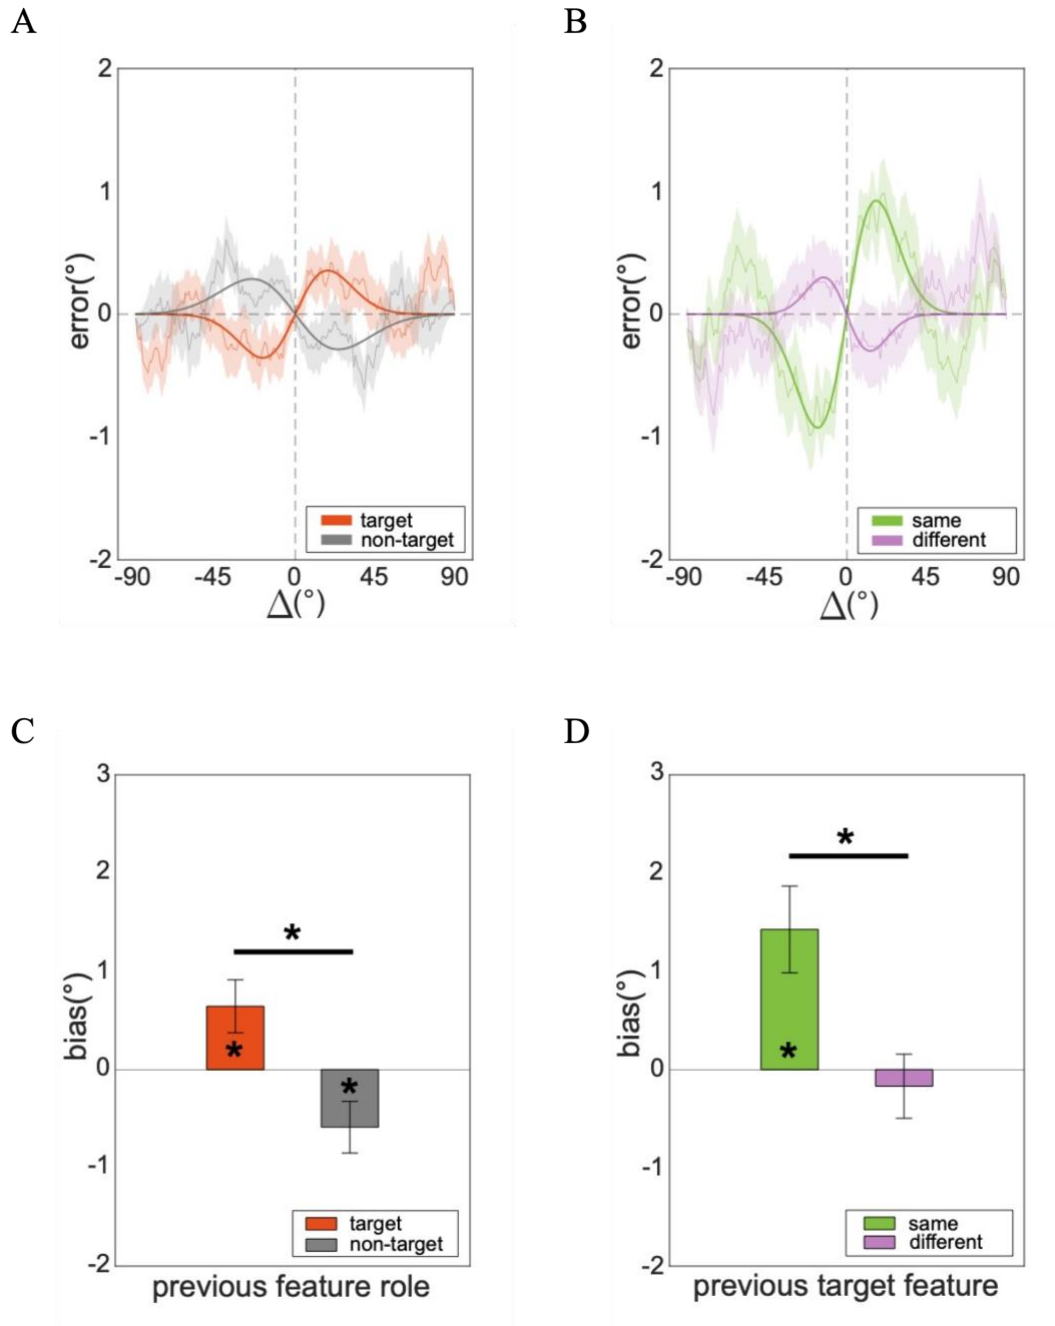 A
B
2
1
0
-1
-2
error(°)
target
non-target
-90 -45 0 45 90
Δ(°)
2
1
0
-1
-2
error(°)
same
different
-90 -45 0 45 90
Δ(°)
C
D
3
2
*
1
bias(°)
*
0
*
-1
target
non-target
-2
previous feature role
3
*
2
1
bias(°)
*
0
-1
same
different
-2
previous target feature